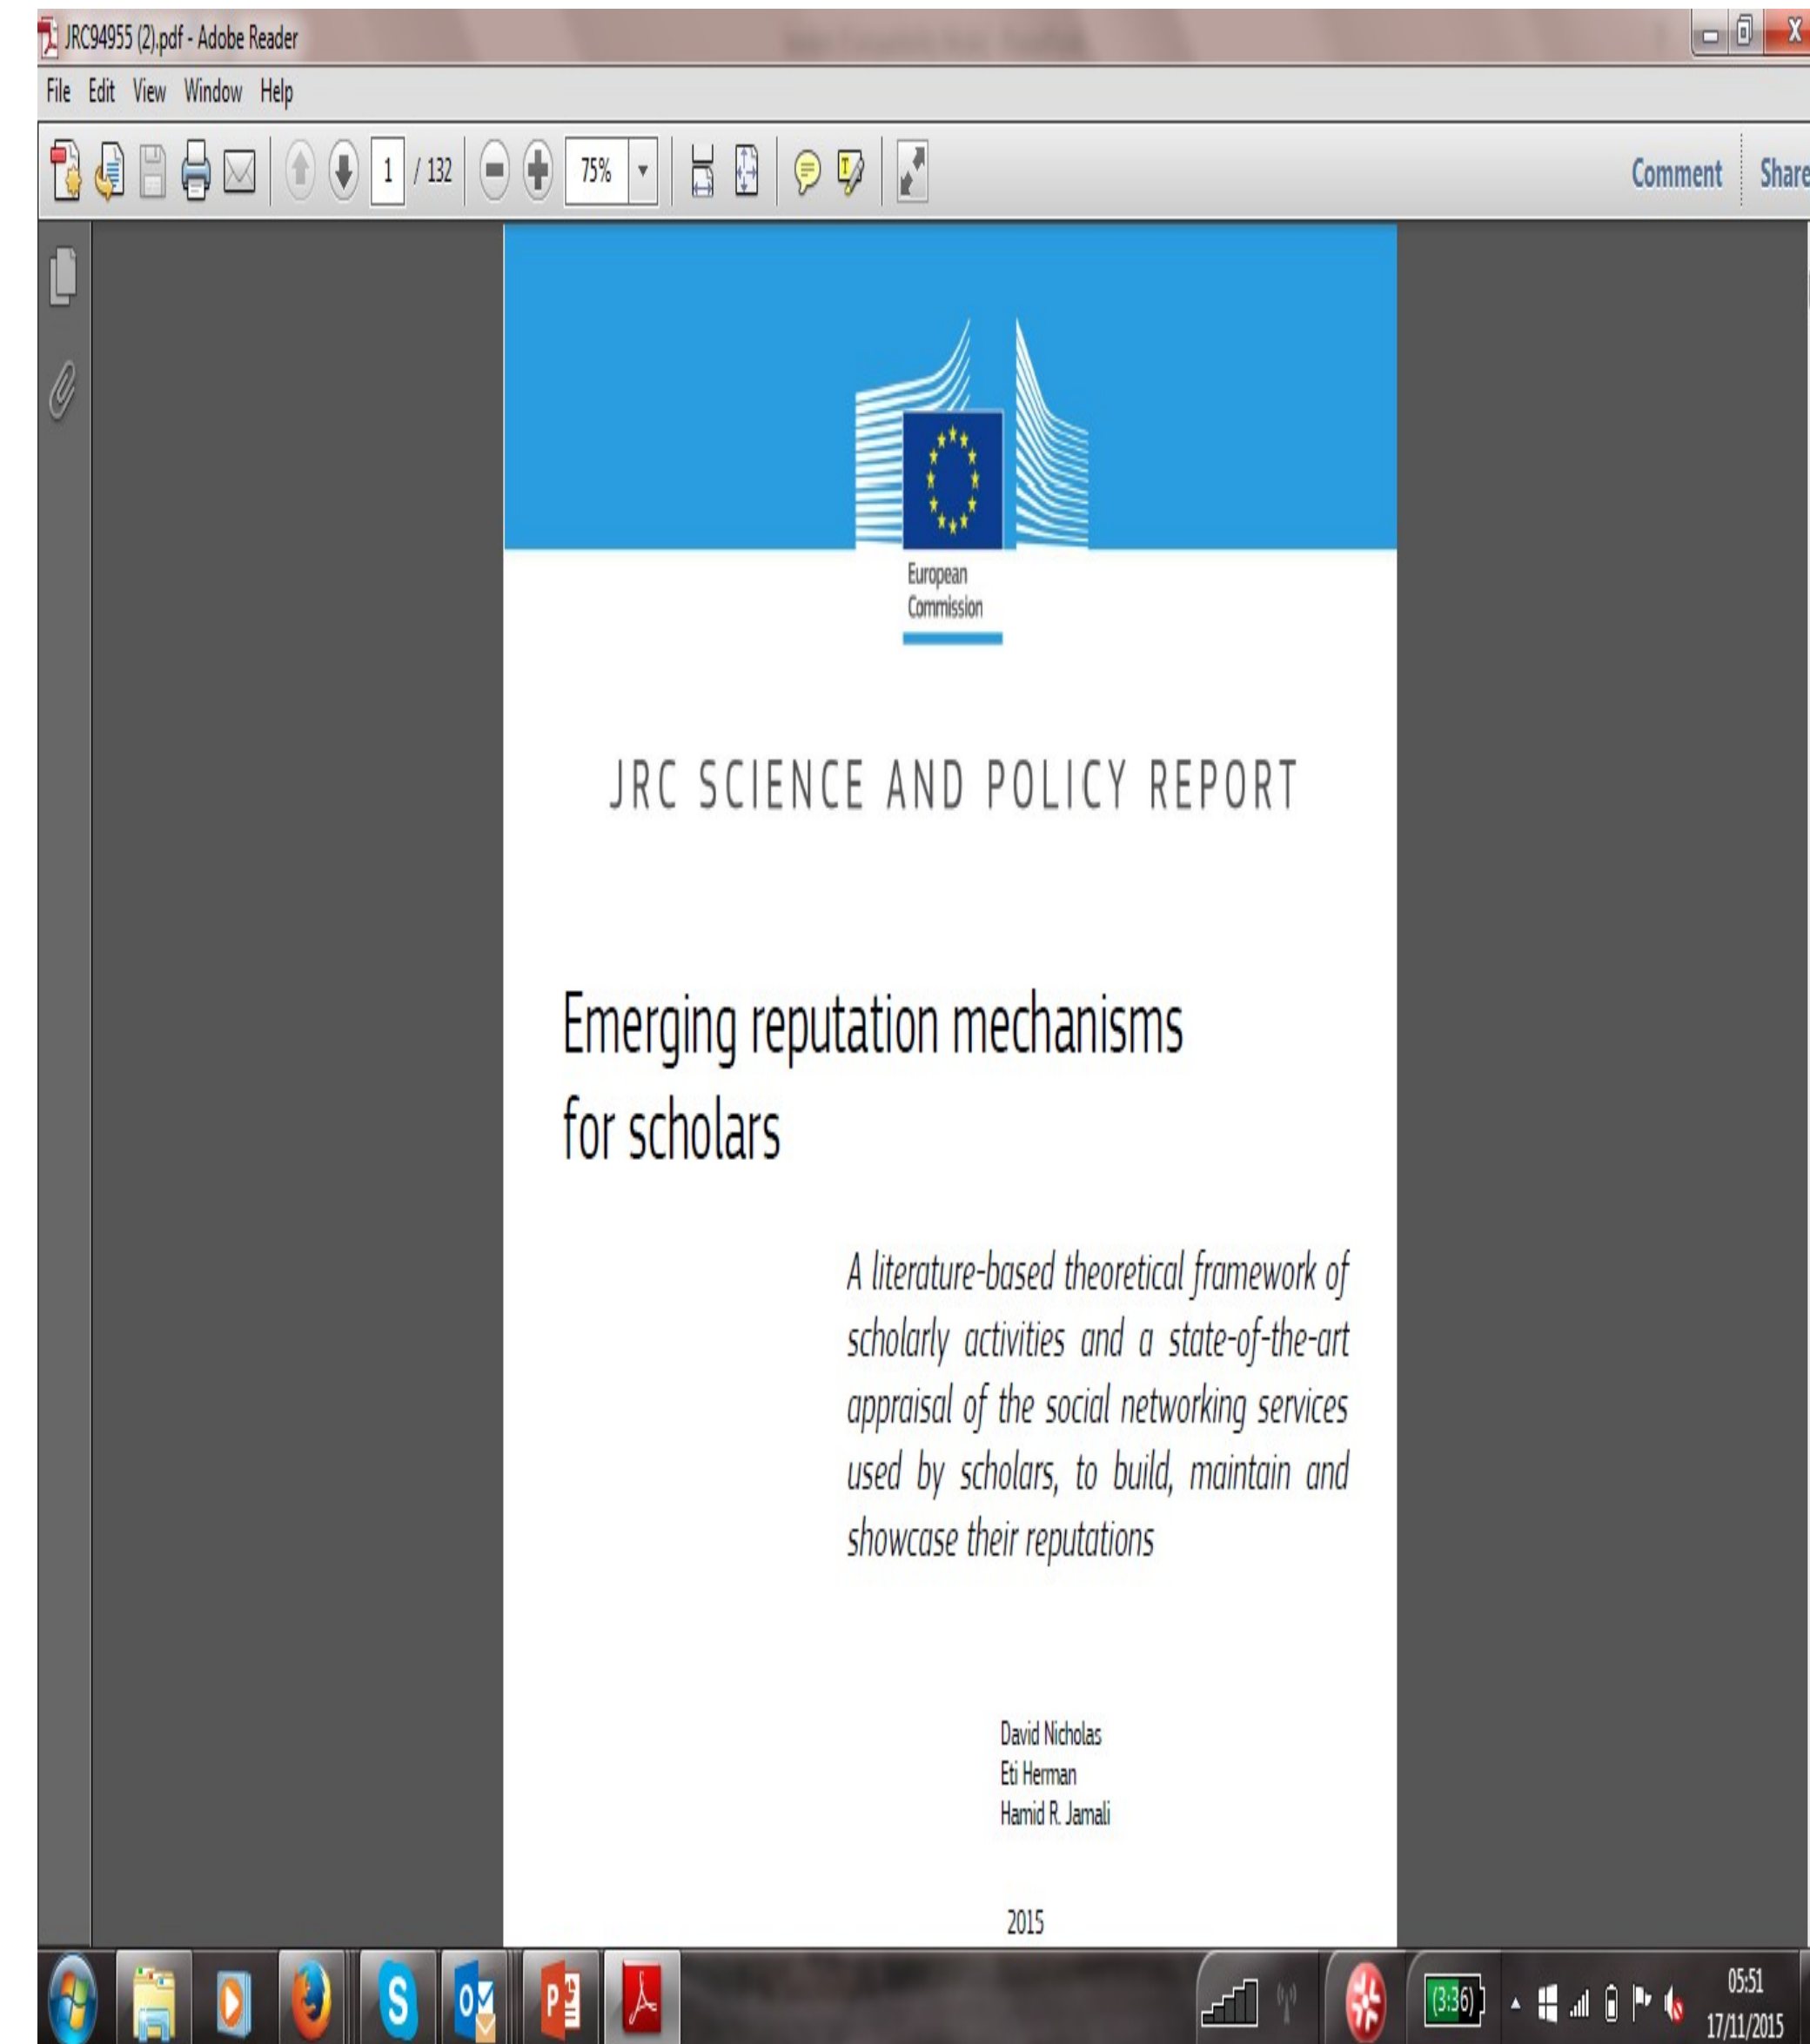 JRC94955 (2).pdf - Adobe Reader
File Edit View Window Help
1 / 132 75% Comment Share
European
Commission
JRC SCIENCE AND POLICY REPORT
Emerging reputation mechanisms
for scholars
A literature-based theoretical framework of
scholarly activities and a state-of-the-art
appraisal of the social networking services
used by scholars, to build, maintain and
showcase their reputations
David Nicholas
Eti Herman
Hamid R. Jamali
2015
(3:36)
05:51
17/11/2015